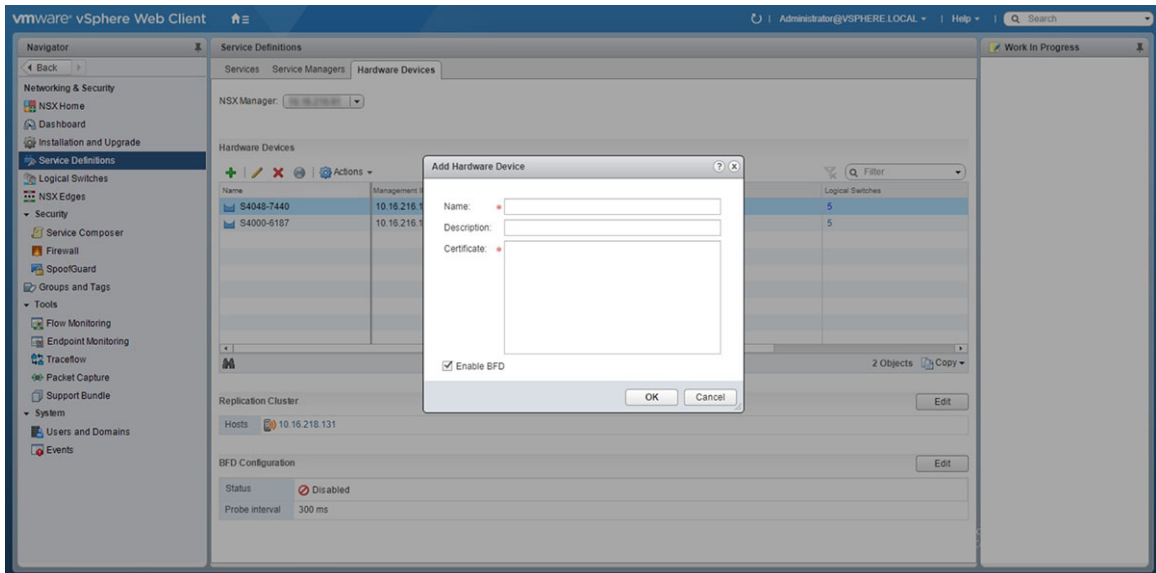 vmware® vSphere Web Client
Administrator@VSPHERE.LOCAL | Help | Search
Navigator
Back
Networking & Security
NSX Home
Dashboard
Installation and Upgrade
Service Definitions
Logical Switches
NSX Edges
Security
Service Composer
Firewall
SpoofGuard
Groups and Tags
Tools
Flow Monitoring
Endpoint Monitoring
Traceflow
Packet Capture
Support Bundle
System
Users and Domains
Events
Service Definitions
Services Service Managers Hardware Devices
NSX Manager:
Hardware Devices
Actions
Filter
Name Management Logical Switches
S4048-7440 10.16.216.1 5
S4000-6187 10.16.216.1 5
2 Objects Copy
Replication Cluster Edit
Hosts 10.16.218.131
BFD Configuration Edit
Status Disabled
Probe interval 300 ms
Add Hardware Device
Name: *
Description:
Certificate: *
Enable BFD
OK Cancel
Work In Progress